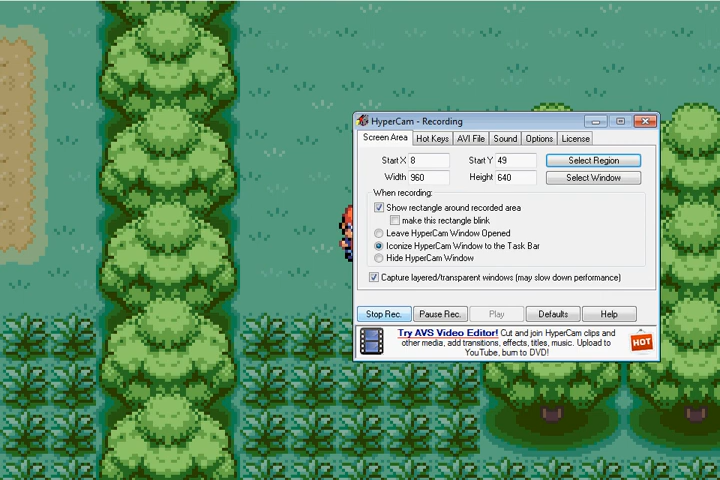 HyperCam - Recording
Screen Area Hot Keys AVI File Sound Options License
Start X 8 Start Y 49 Select Region
Width 960 Height 640 Select Window
When recording:
Show rectangle around recorded area
make this rectangle blink
Leave HyperCam Window Opened
Iconize HyperCam Window to the Task Bar
Hide HyperCam Window
Capture layered/transparent windows (may slow down performance)
Stop Rec. Pause Rec. Play Defaults Help
Try AVS Video Editor! Cut and join HyperCam clips and
other media, add transitions, effects, titles, music. Upload to
YouTube, burn to DVD!
HOT